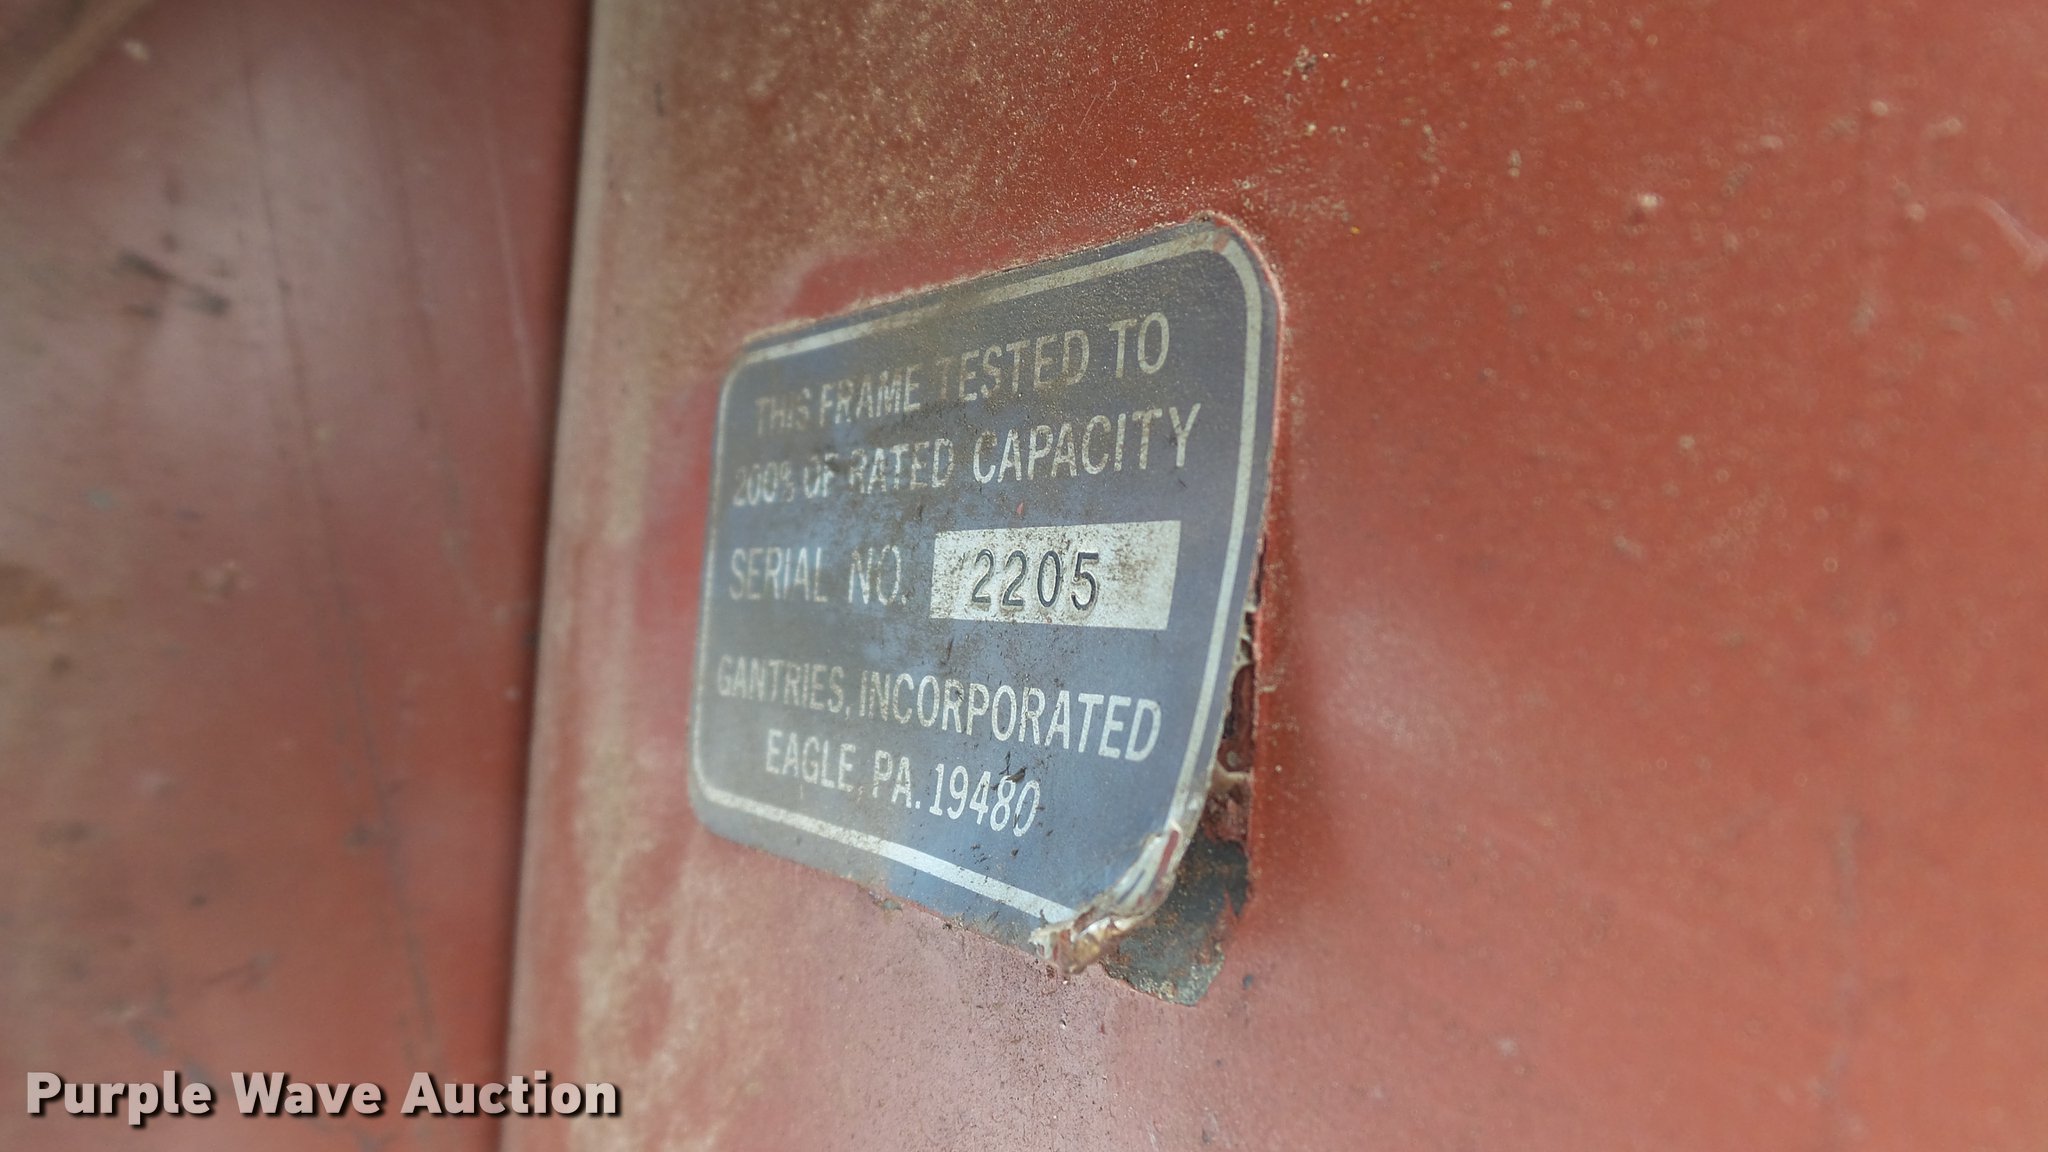 THIS FRAME TESTED TO
200% OF RATED CAPACITY
SERIAL NO. 2205
GANTRIES, INCORPORATED
EAGLE, PA. 19480
Purple Wave Auction